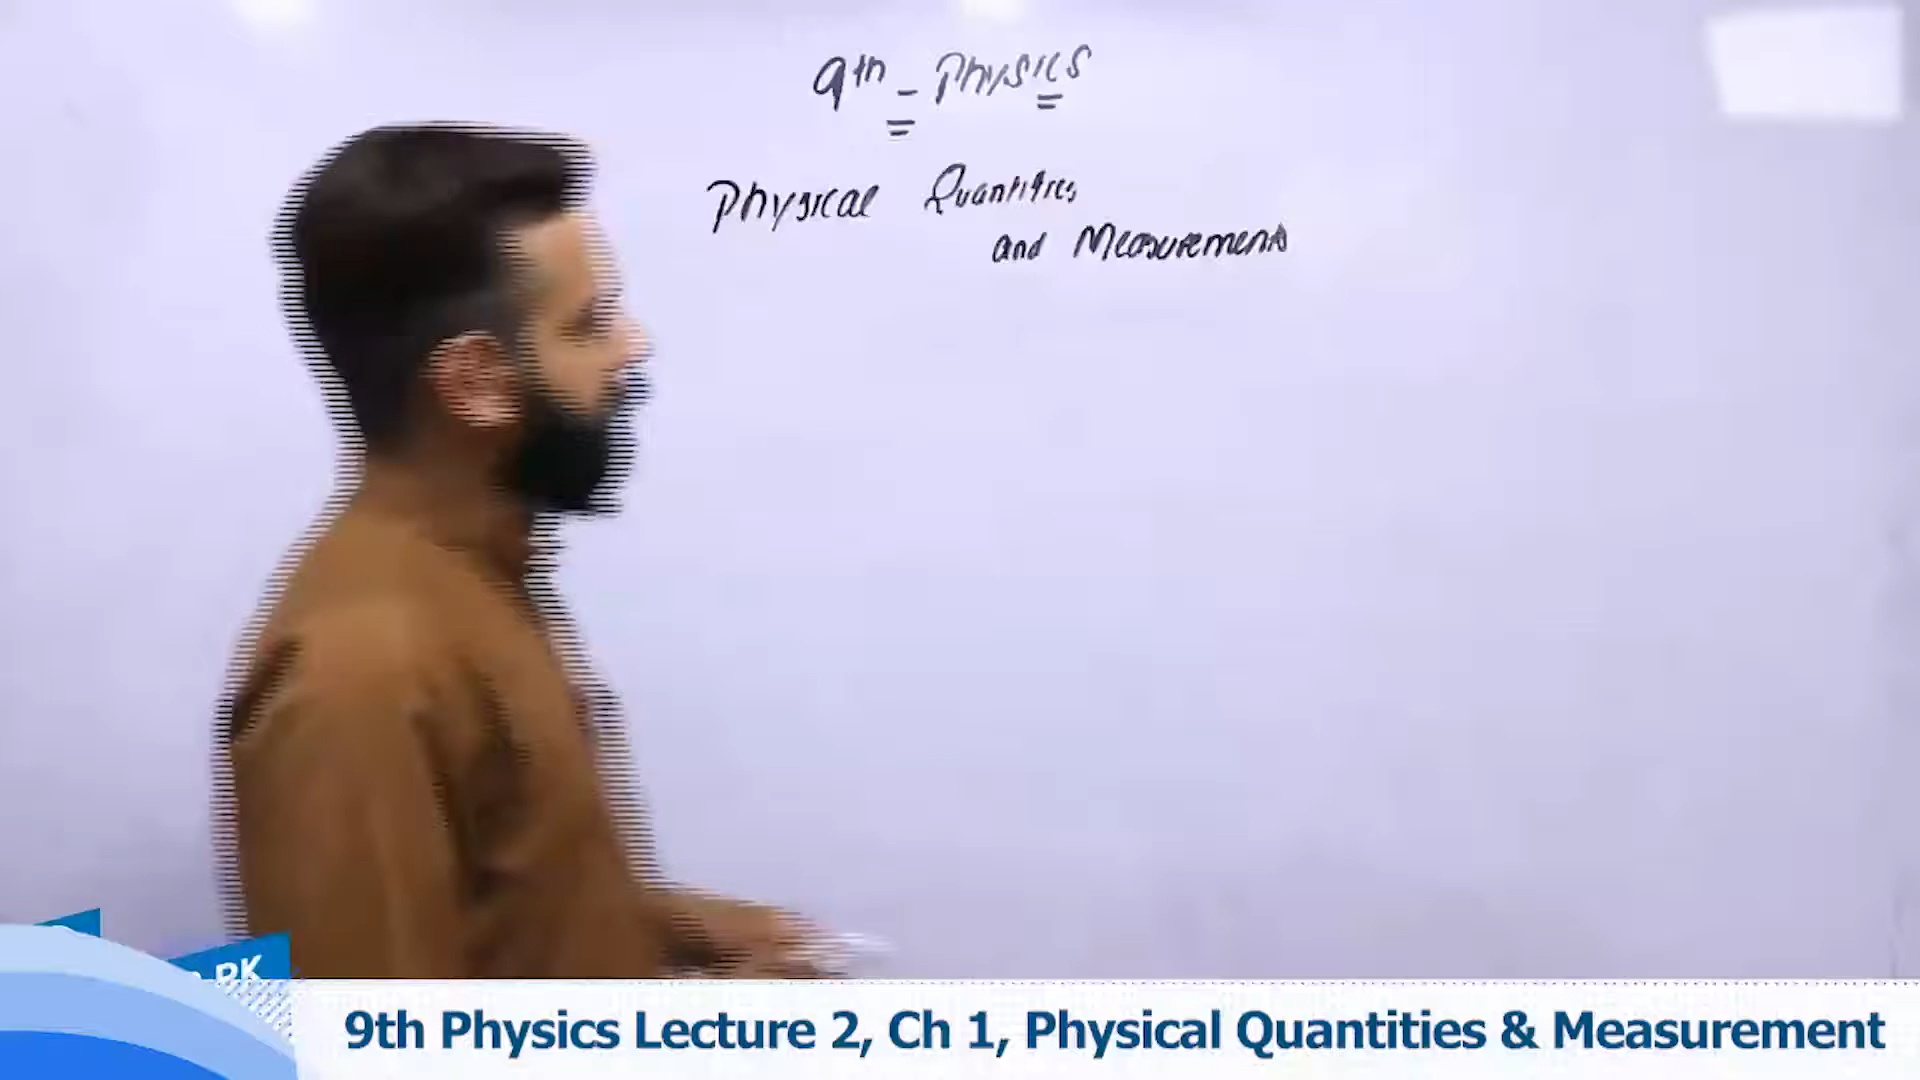 9th - Physics
Physical Quantities
and Measurements
9th Physics Lecture 2, Ch 1, Physical Quantities & Measurement